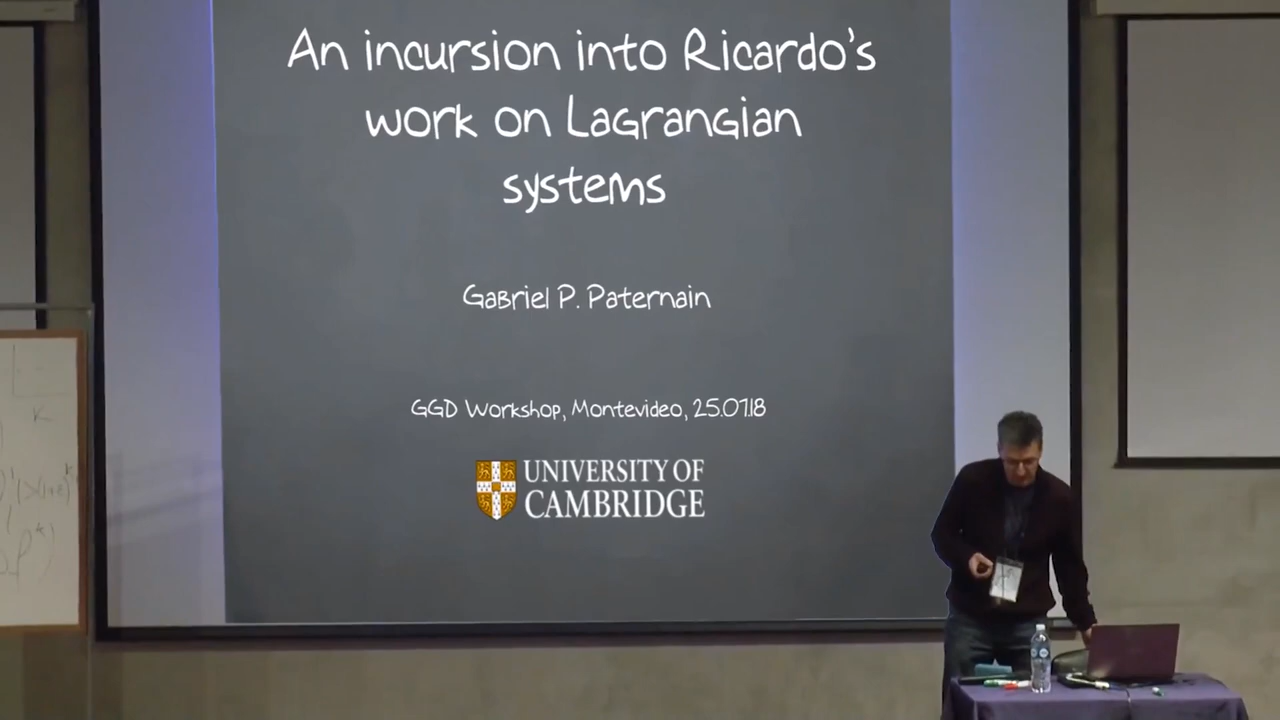 An incursion into Ricardo's
work on Lagrangian
systems
Gabriel P. Paternain
GGD Workshop, Montevideo, 25.07.18
UNIVERSITY OF
CAMBRIDGE
K